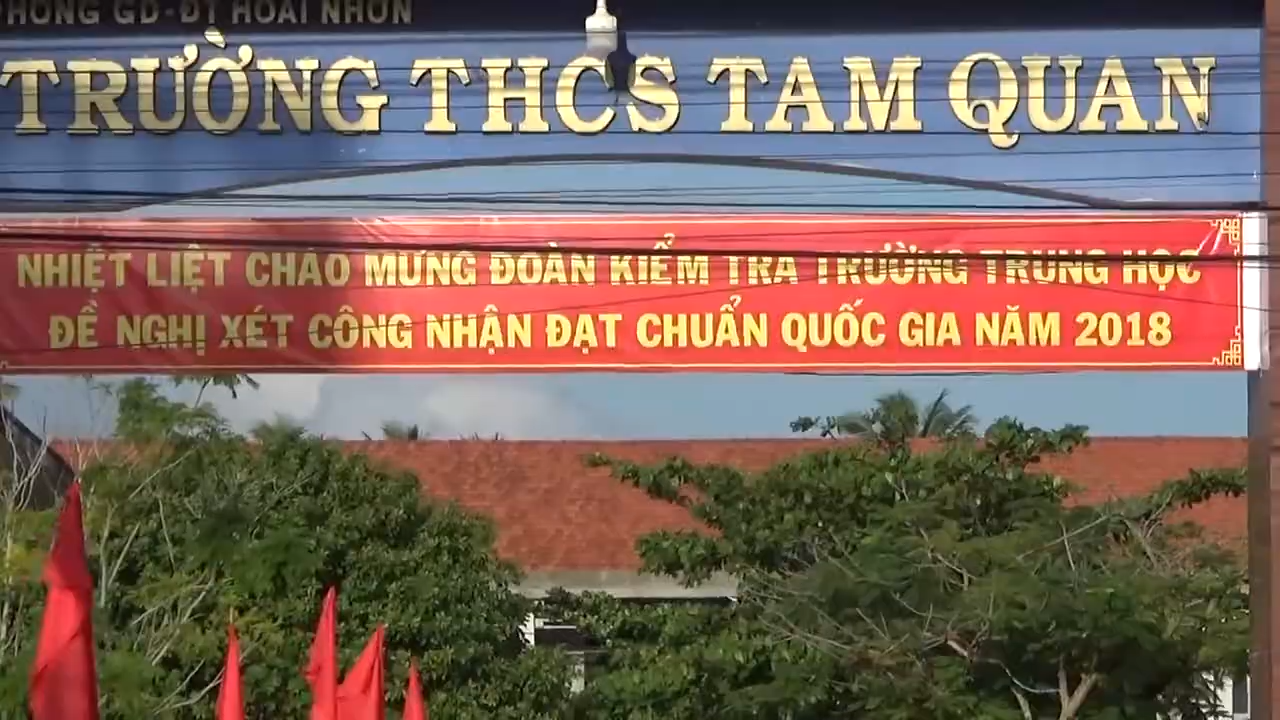 PHÒNG GD-ĐT HOÀI NHƠN
TRƯỜNG THCS TAM QUAN
NHIỆT LIỆT CHÀO MỪNG ĐOÀN KIỂM TRA TRƯỜNG TRUNG HỌC
ĐỀ NGHỊ XÉT CÔNG NHẬN ĐẠT CHUẨN QUỐC GIA NĂM 2018